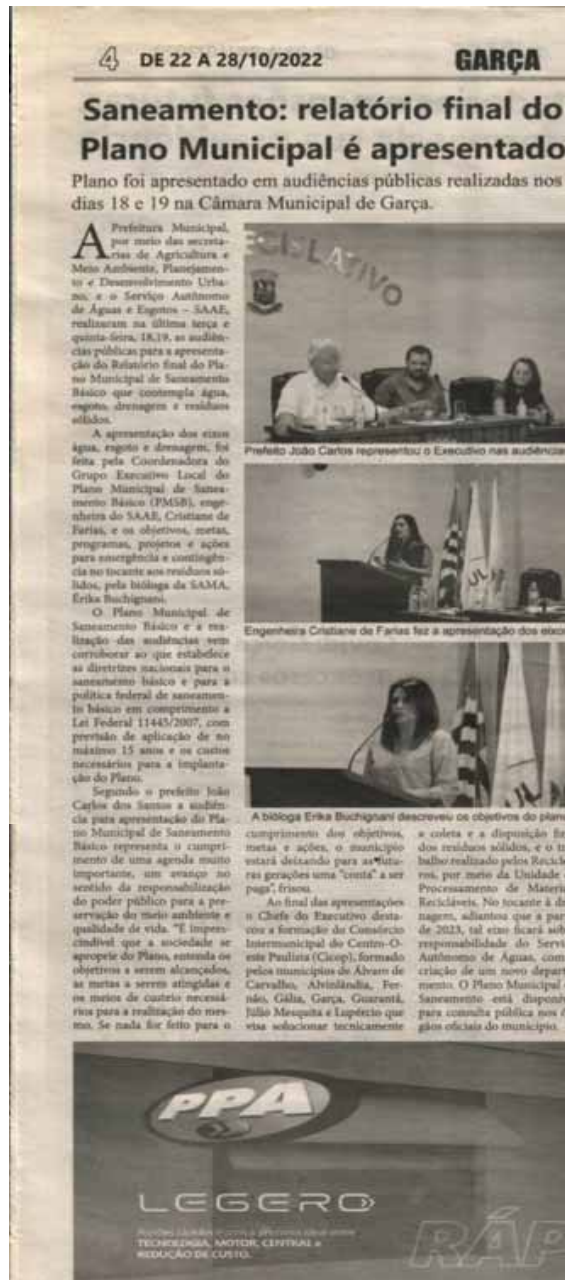 4 DE 22 A 28/10/2022 GARÇA
Saneamento: relatório final do
Plano Municipal é apresentado
Plano foi apresentado em audiências públicas realizadas nos
dias 18 e 19 na Câmara Municipal de Garça.
A Prefeitura Municipal,
por meio das secreta-
rias de Agricultura e
Meio Ambiente, Planejamen-
to e Desenvolvimento Urba-
no, e o Serviço Autônomo
de Águas e Esgotos – SAAE,
realizaram na última terça e
quinta-feira, 18,19, as audiên-
cias públicas para a apresenta-
ção do Relatório final do Pla-
no Municipal de Saneamento
Básico que contempla água,
esgoto, drenagem e resíduos
sólidos.
A apresentação dos eixos
água, esgoto e drenagem, foi
feita pela Coordenadora do
Grupo Executivo Local do
Plano Municipal de Sanea-
mento Básico (PMSB), enge-
nheira do SAAE, Cristiane de
Farias, e os objetivos, metas,
programas, projetos e ações
para emergência e contingên-
cia no tocante aos resíduos só-
lidos, pela bióloga da SAMA,
Érika Buchignani.
O Plano Municipal de
Saneamento Básico e a rea-
lização das audiências vem
corroborar ao que estabelece
as diretrizes nacionais para o
saneamento básico e para a
política federal de saneamen-
to básico em comprimento a
Lei Federal 11445/2007, com
previsão de aplicação de no
máximo 15 anos e os custos
necessários para a implanta-
ção do Plano.
Segundo o prefeito João
Carlos dos Santos a audiên-
cia para apresentação do Pla-
no Municipal de Saneamento
Básico representa o cumpri-
mento de uma agenda muito
importante, um avanço no
sentido da responsabilização
do poder público para a pre-
servação do meio ambiente e
qualidade de vida. "É impres-
cindível que a sociedade se
aproprie do Plano, entenda os
objetivos a serem alcançados,
as metas a serem atingidas e
os meios de custeio necessá-
rios para a realização do mes-
mo. Se nada for feito para o
EGISLATIVO
Prefeito João Carlos representou o Executivo nas audiência
Engenheira Cristiane de Farias fez a apresentação dos eixo
A bióloga Erika Buchignani descreveu os objetivos do plano
cumprimento dos objetivos,
metas e ações, o município
estará deixando para as futu-
ras gerações uma "conta" a ser
paga", frisou.
Ao final das apresentações
o Chefe do Executivo desta-
cou a formação do Consórcio
Intermunicipal do Centro-O-
este Paulista (Cicop), formado
pelos municípios de Álvaro de
Carvalho, Alvinlândia, Fer-
não, Gália, Garça, Guarantã,
Júlio Mesquita e Lupércio que
visa solucionar tecnicamente
a coleta e a disposição fin
dos resíduos sólidos, e o tr
balho realizado pelos Recicle
ros, por meio da Unidade
Processamento de Materia
Recicláveis. No tocante à dr
nagem, adiantou que a par
de 2023, tal eixo ficará sob
responsabilidade do Servi
Autônomo de Águas, com
criação de um novo depart
mento. O Plano Municipal
Saneamento está disponív
para consulta pública nos ó
gãos oficiais do município.
PPA
LEGERO
TECNOLOGIA, MOTOR, CENTRAL e
REDUÇÃO DE CUSTO.
RÁP